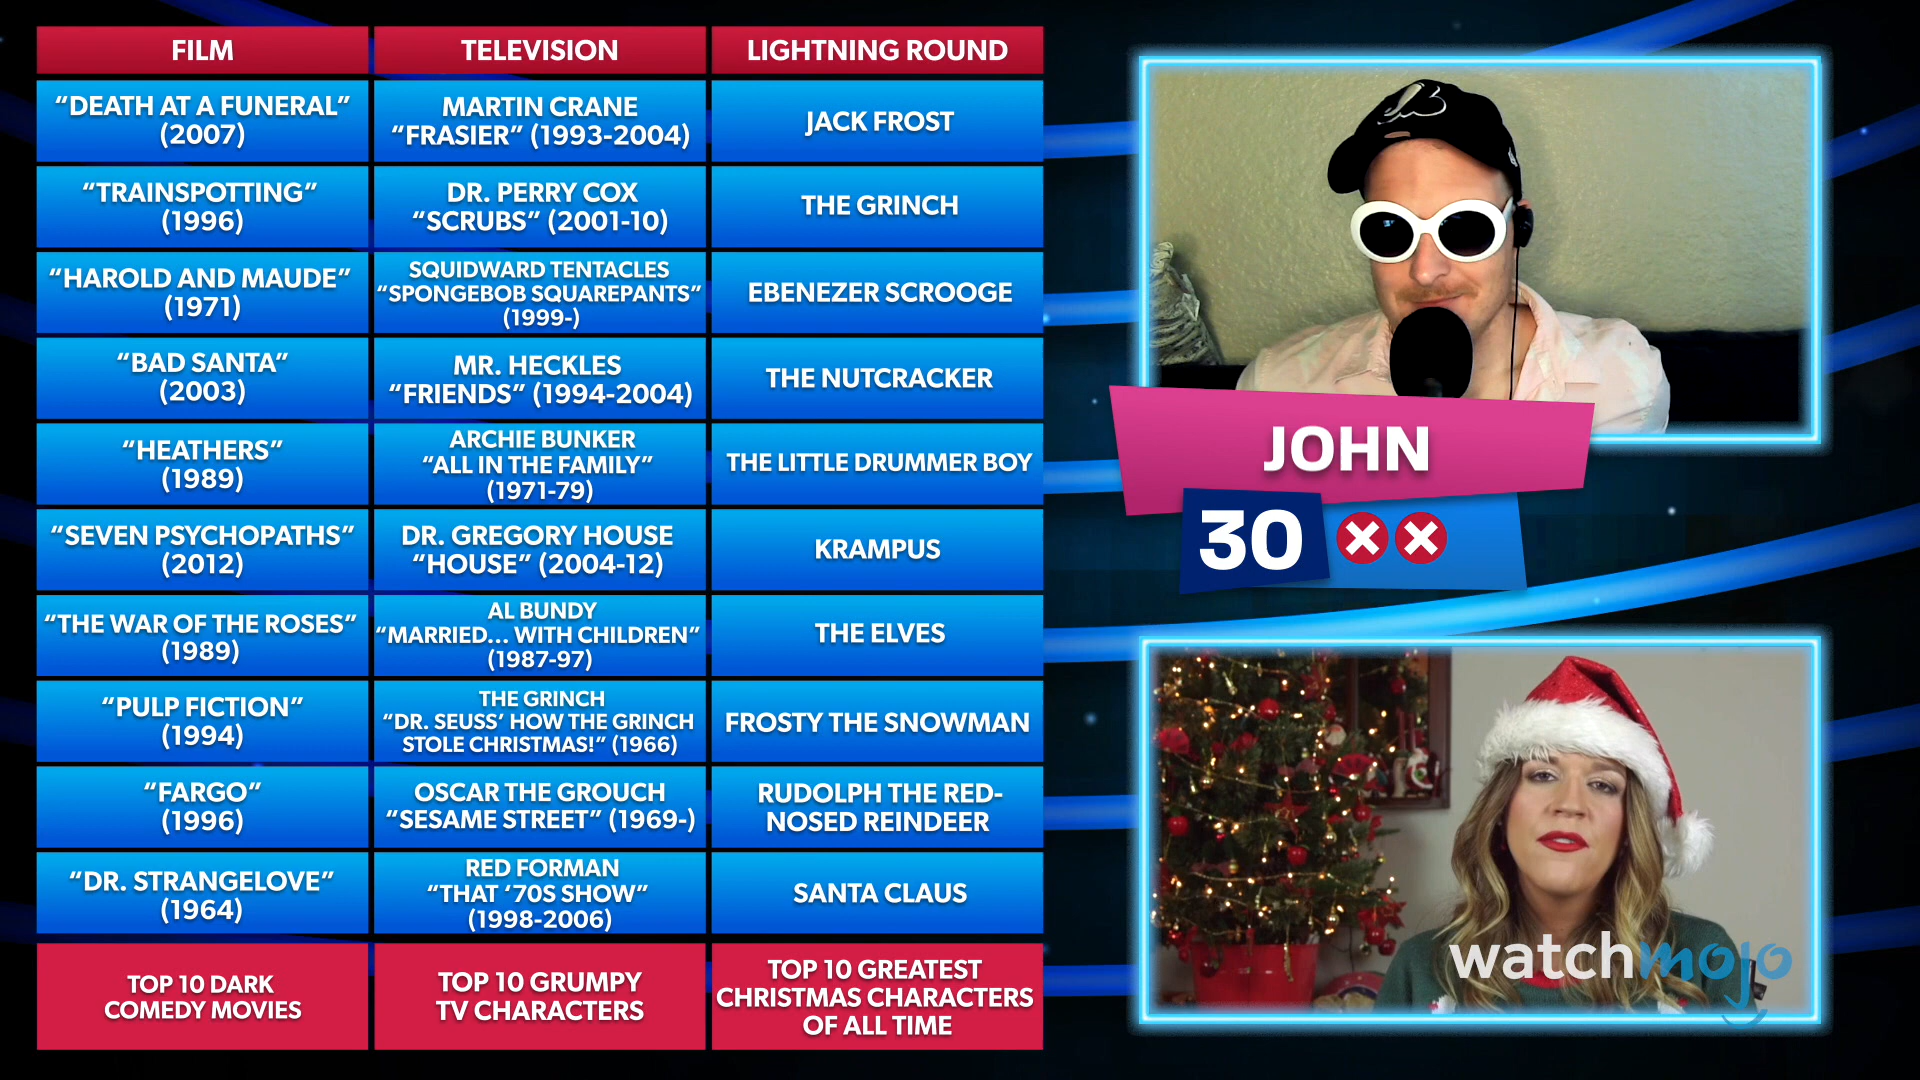 FILM
TELEVISION
LIGHTNING ROUND
“DEATH AT A FUNERAL”
(2007)
MARTIN CRANE
“FRASIER” (1993-2004)
JACK FROST
“TRAINSPOTTING”
(1996)
DR. PERRY COX
“SCRUBS” (2001-10)
THE GRINCH
“HAROLD AND MAUDE”
(1971)
SQUIDWARD TENTACLES
“SPONGEBOB SQUAREPANTS”
(1999-)
EBENEZER SCROOGE
“BAD SANTA”
(2003)
MR. HECKLES
“FRIENDS” (1994-2004)
THE NUTCRACKER
“HEATHERS”
(1989)
ARCHIE BUNKER
“ALL IN THE FAMILY”
(1971-79)
THE LITTLE DRUMMER BOY
“SEVEN PSYCHOPATHS”
(2012)
DR. GREGORY HOUSE
“HOUSE” (2004-12)
KRAMPUS
“THE WAR OF THE ROSES”
(1989)
AL BUNDY
“MARRIED... WITH CHILDREN”
(1987-97)
THE ELVES
“PULP FICTION”
(1994)
THE GRINCH
“DR. SEUSS’ HOW THE GRINCH
STOLE CHRISTMAS!” (1966)
FROSTY THE SNOWMAN
“FARGO”
(1996)
OSCAR THE GROUCH
“SESAME STREET” (1969-)
RUDOLPH THE RED-
NOSED REINDEER
“DR. STRANGELOVE”
(1964)
RED FORMAN
“THAT ‘70S SHOW”
(1998-2006)
SANTA CLAUS
TOP 10 DARK
COMEDY MOVIES
TOP 10 GRUMPY
TV CHARACTERS
TOP 10 GREATEST
CHRISTMAS CHARACTERS
OF ALL TIME
JOHN
30
watchmojo